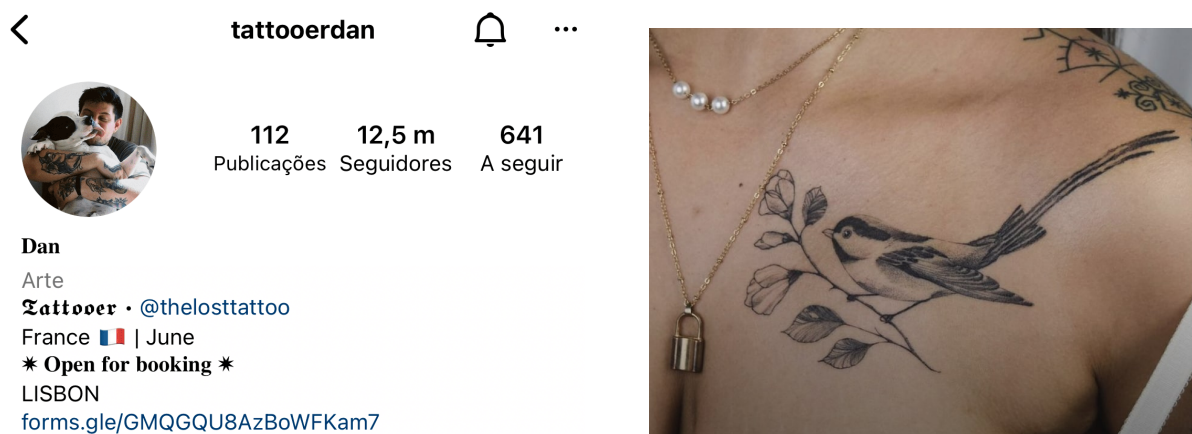 tattooerdan
112 12,5 m 641
Publicações Seguidores A seguir
Dan
Arte
𝕿𝖆𝖙𝖙𝖔𝖔𝖊𝖗 • @thelosttattoo
France 🇫🇷 | June
✷ Open for booking ✷
LISBON
forms.gle/GMQGQU8AzBoWFKam7